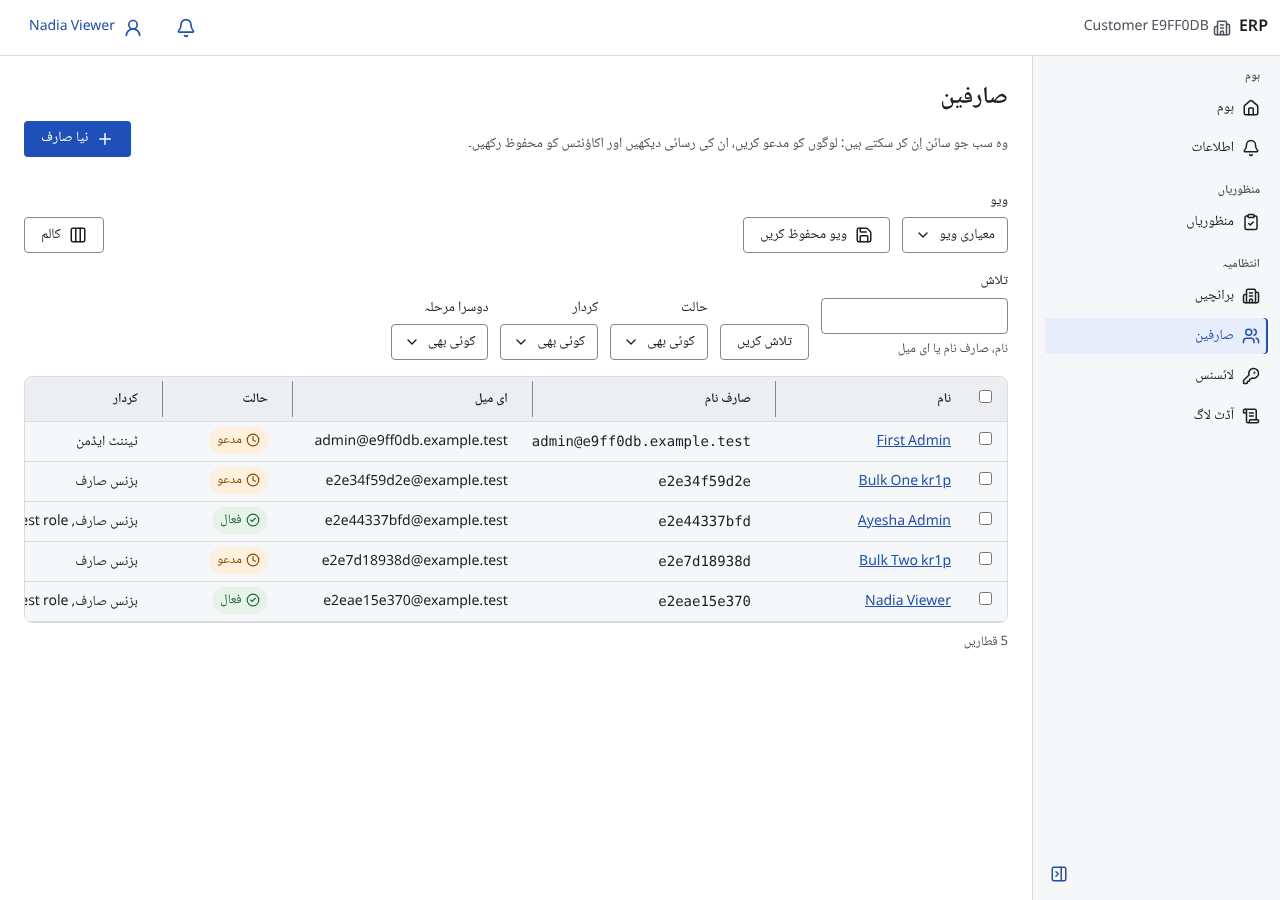 ERP Customer E9FF0DB
Nadia Viewer
ہوم
ہوم
اطلاعات
منظوریاں
منظوریاں
انتظامیہ
برانچیں
صارفین
لائسنس
آڈٹ لاگ
صارفین
وہ سب جو سائن اِن کر سکتے ہیں: لوگوں کو مدعو کریں، ان کی رسائی دیکھیں اور اکاؤنٹس کو محفوظ رکھیں۔
نیا صارف
ویو
معیاری ویو ویو محفوظ کریں کالم
تلاش
حالت کردار دوسرا مرحلہ
تلاش کریں کوئی بھی کوئی بھی کوئی بھی
نام، صارف نام یا ای میل
نام صارف نام ای میل حالت کردار
First Admin admin@e9ff0db.example.test admin@e9ff0db.example.test مدعو ٹیننٹ ایڈمن
Bulk One kr1p e2e34f59d2e e2e34f59d2e@example.test مدعو بزنس صارف
Ayesha Admin e2e44337bfd e2e44337bfd@example.test فعال بزنس صارف, est role
Bulk Two kr1p e2e7d18938d e2e7d18938d@example.test مدعو بزنس صارف
Nadia Viewer e2eae15e370 e2eae15e370@example.test فعال بزنس صارف, est role
5 قطاریں